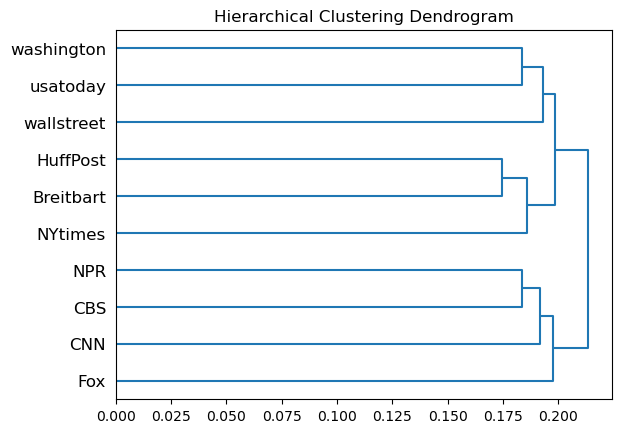 Hierarchical Clustering Dendrogram
washington
usatoday
wallstreet
HuffPost
Breitbart
NYtimes
NPR
CBS
CNN
Fox
0.000 0.025 0.050 0.075 0.100 0.125 0.150 0.175 0.200